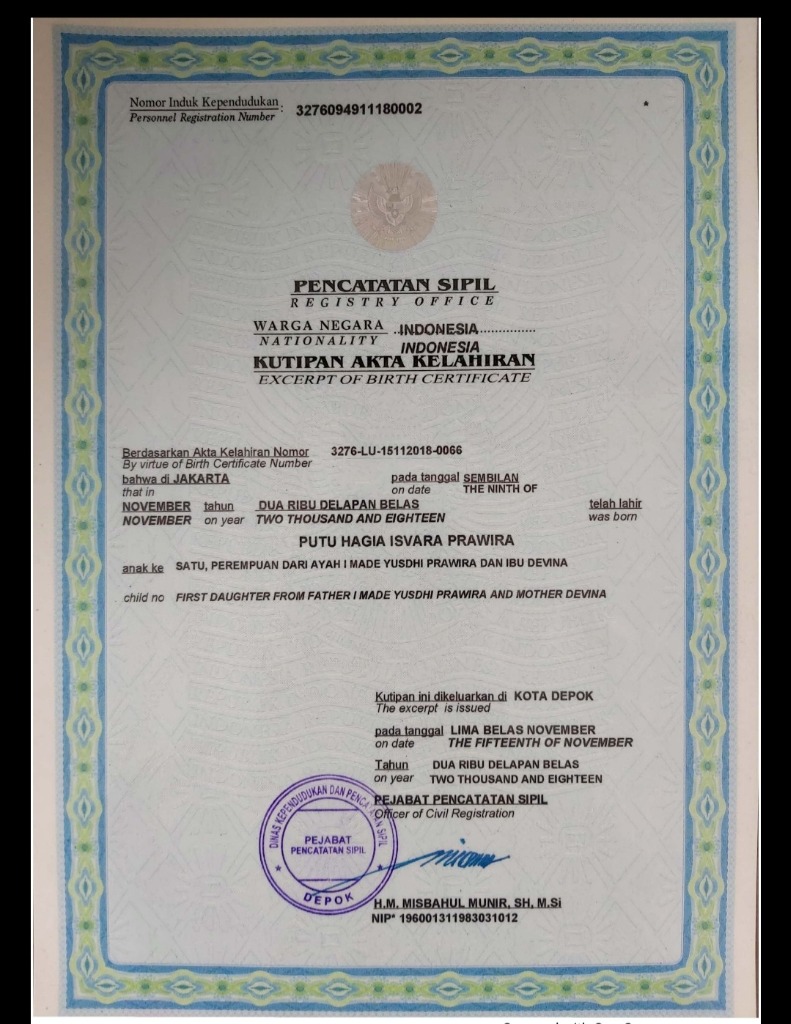 Nomor Induk Kependudukan : 3276094911180002 *
Personnel Registration Number
PENCATATAN SIPIL
REGISTRY OFFICE
WARGA NEGARA ..INDONESIA...............
NATIONALITY INDONESIA
KUTIPAN AKTA KELAHIRAN
EXCERPT OF BIRTH CERTIFICATE
Berdasarkan Akta Kelahiran Nomor 3276-LU-15112018-0066
By virtue of Birth Certificate Number
bahwa di JAKARTA pada tanggal SEMBILAN
that in on date THE NINTH OF
NOVEMBER tahun DUA RIBU DELAPAN BELAS telah lahir
NOVEMBER on year TWO THOUSAND AND EIGHTEEN was born
PUTU HAGIA ISVARA PRAWIRA
anak ke SATU, PEREMPUAN DARI AYAH I MADE YUSDHI PRAWIRA DAN IBU DEVINA
child no FIRST DAUGHTER FROM FATHER I MADE YUSDHI PRAWIRA AND MOTHER DEVINA
Kutipan ini dikeluarkan di KOTA DEPOK
The excerpt is issued
pada tanggal LIMA BELAS NOVEMBER
on date THE FIFTEENTH OF NOVEMBER
Tahun DUA RIBU DELAPAN BELAS
on year TWO THOUSAND AND EIGHTEEN
PEJABAT PENCATATAN SIPIL
Officer of Civil Registration
DINAS KEPENDUDUKAN DAN PENCATATAN SIPIL
PEJABAT
PENCATATAN SIPIL
DEPOK
H.M. MISBAHUL MUNIR, SH, M.Si
NIP* 196001311983031012